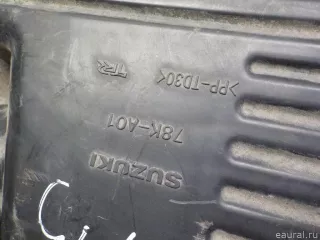 SUZUKI
78K-A01
>PP-TD30<
eaural.ru